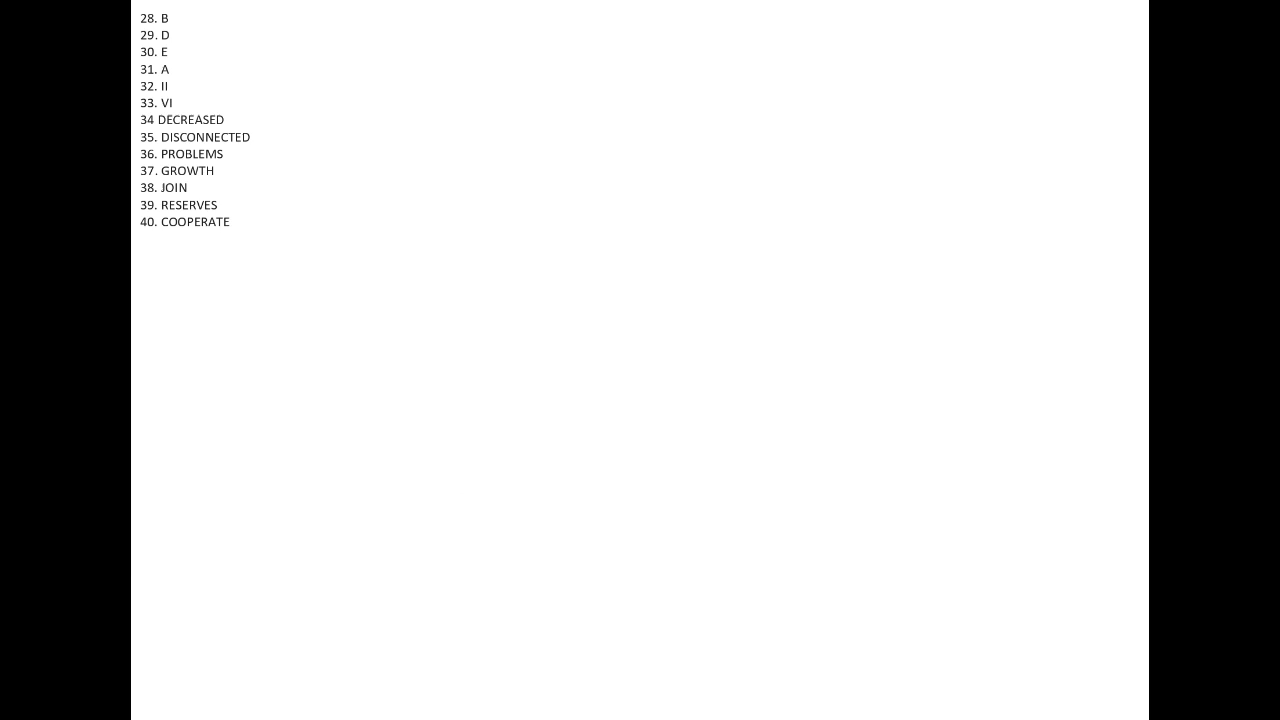 28. B
29. D
30. E
31. A
32. II
33. VI
34 DECREASED
35. DISCONNECTED
36. PROBLEMS
37. GROWTH
38. JOIN
39. RESERVES
40. COOPERATE